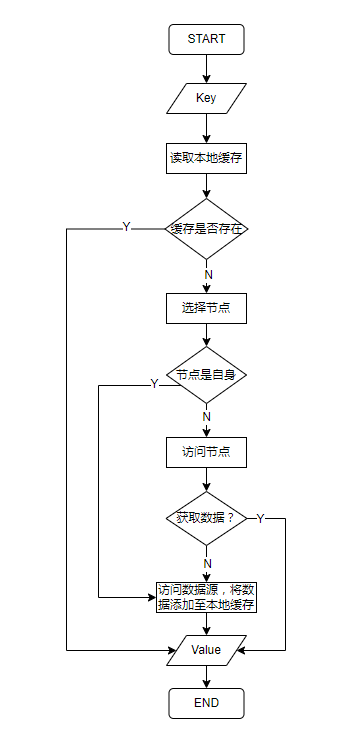 START
Key
读取本地缓存
Y
缓存是否存在
N
选择节点
节点是自身
Y
N
访问节点
获取数据？
Y
N
访问数据源，将数
据添加至本地缓存
Value
END